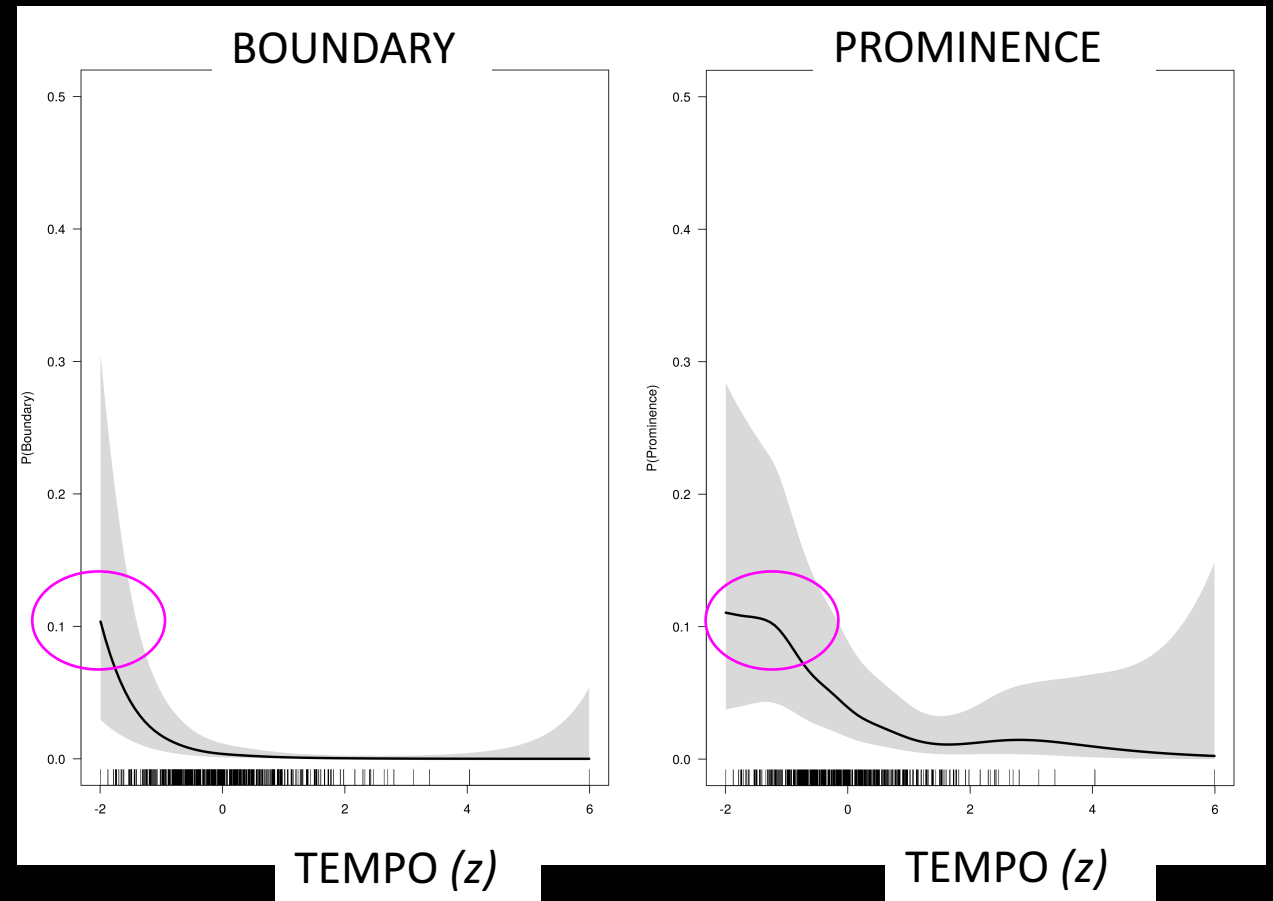 BOUNDARY
0.5
0.4
0.3
0.2
0.1
0.0
P(Boundary)
-2 0 2 4 6
TEMPO (z)
PROMINENCE
0.5
0.4
0.3
0.2
0.1
0.0
P(Prominence)
-2 0 2 4 6
TEMPO (z)